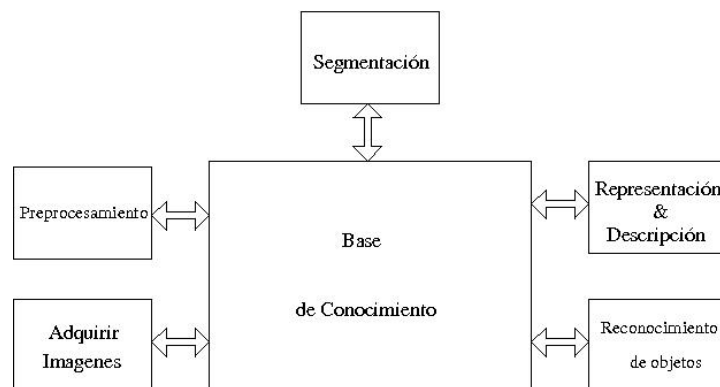 Segmentación
Preprocesamiento
Base
de Conocimiento
Representación
&
Descripción
Adquirir
Imagenes
Reconocimiento
de objetos